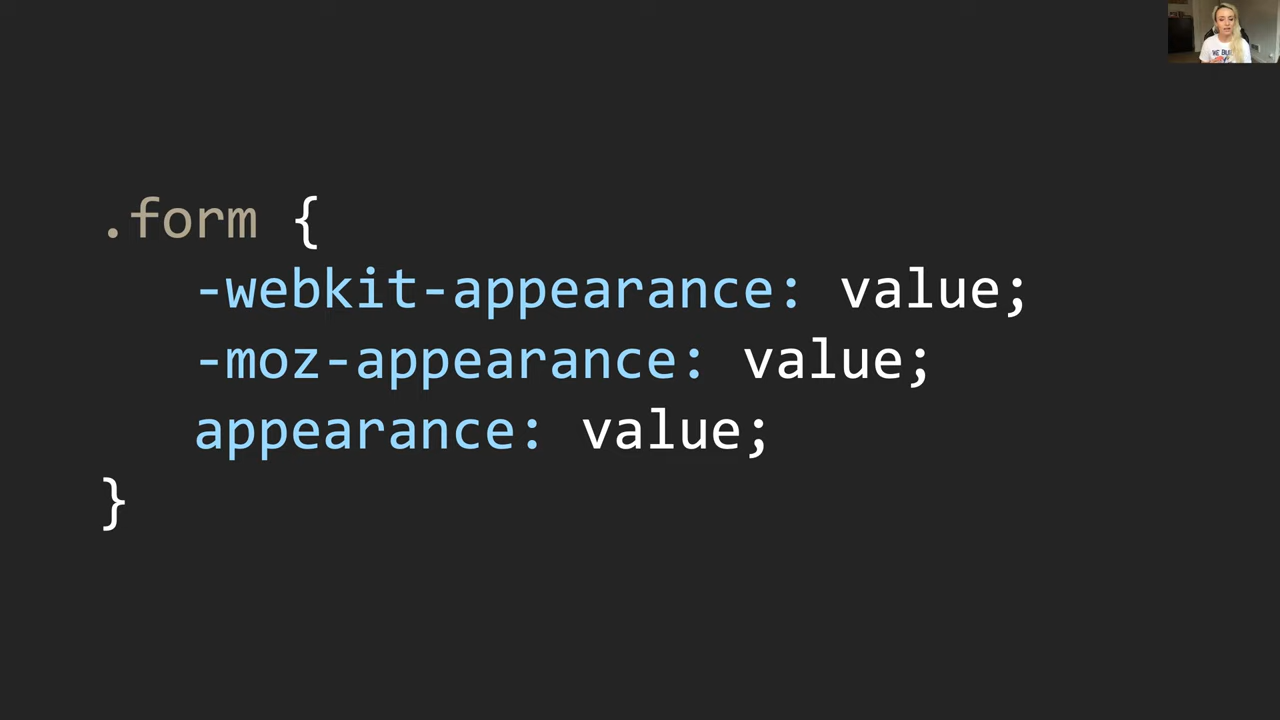 .form {
-webkit-appearance: value;
-moz-appearance: value;
appearance: value;
}